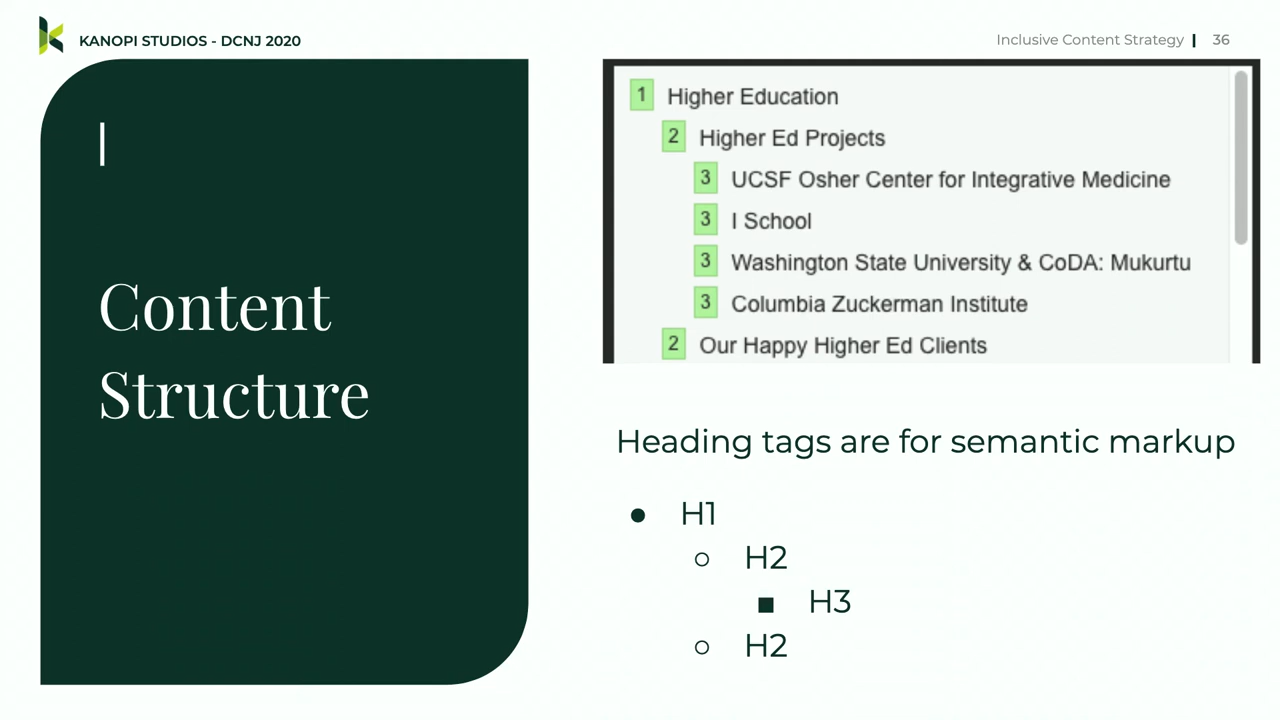 KANOPI STUDIOS - DCNJ 2020
Inclusive Content Strategy | 36
Content
Structure
1 Higher Education
2 Higher Ed Projects
3 UCSF Osher Center for Integrative Medicine
3 I School
3 Washington State University & CoDA: Mukurtu
3 Columbia Zuckerman Institute
2 Our Happy Higher Ed Clients
Heading tags are for semantic markup
● H1
○ H2
■ H3
○ H2